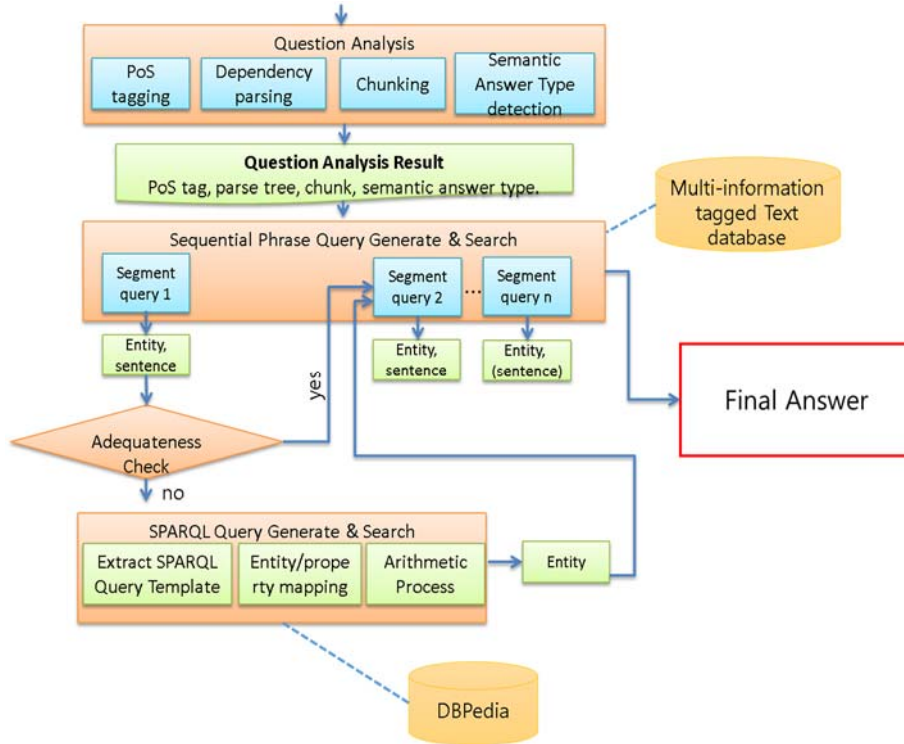 Question Analysis
PoS
tagging
Dependency
parsing
Chunking
Semantic
Answer Type
detection
Question Analysis Result
PoS tag, parse tree, chunk, semantic answer type.
Multi-information
tagged Text
database
Sequential Phrase Query Generate & Search
Segment
query 1
Segment
query 2
...
Segment
query n
Entity,
sentence
Entity,
sentence
Entity,
(sentence)
yes
Final Answer
Adequateness
Check
no
SPARQL Query Generate & Search
Extract SPARQL
Query Template
Entity/prope
rty mapping
Arithmetic
Process
Entity
DBPedia